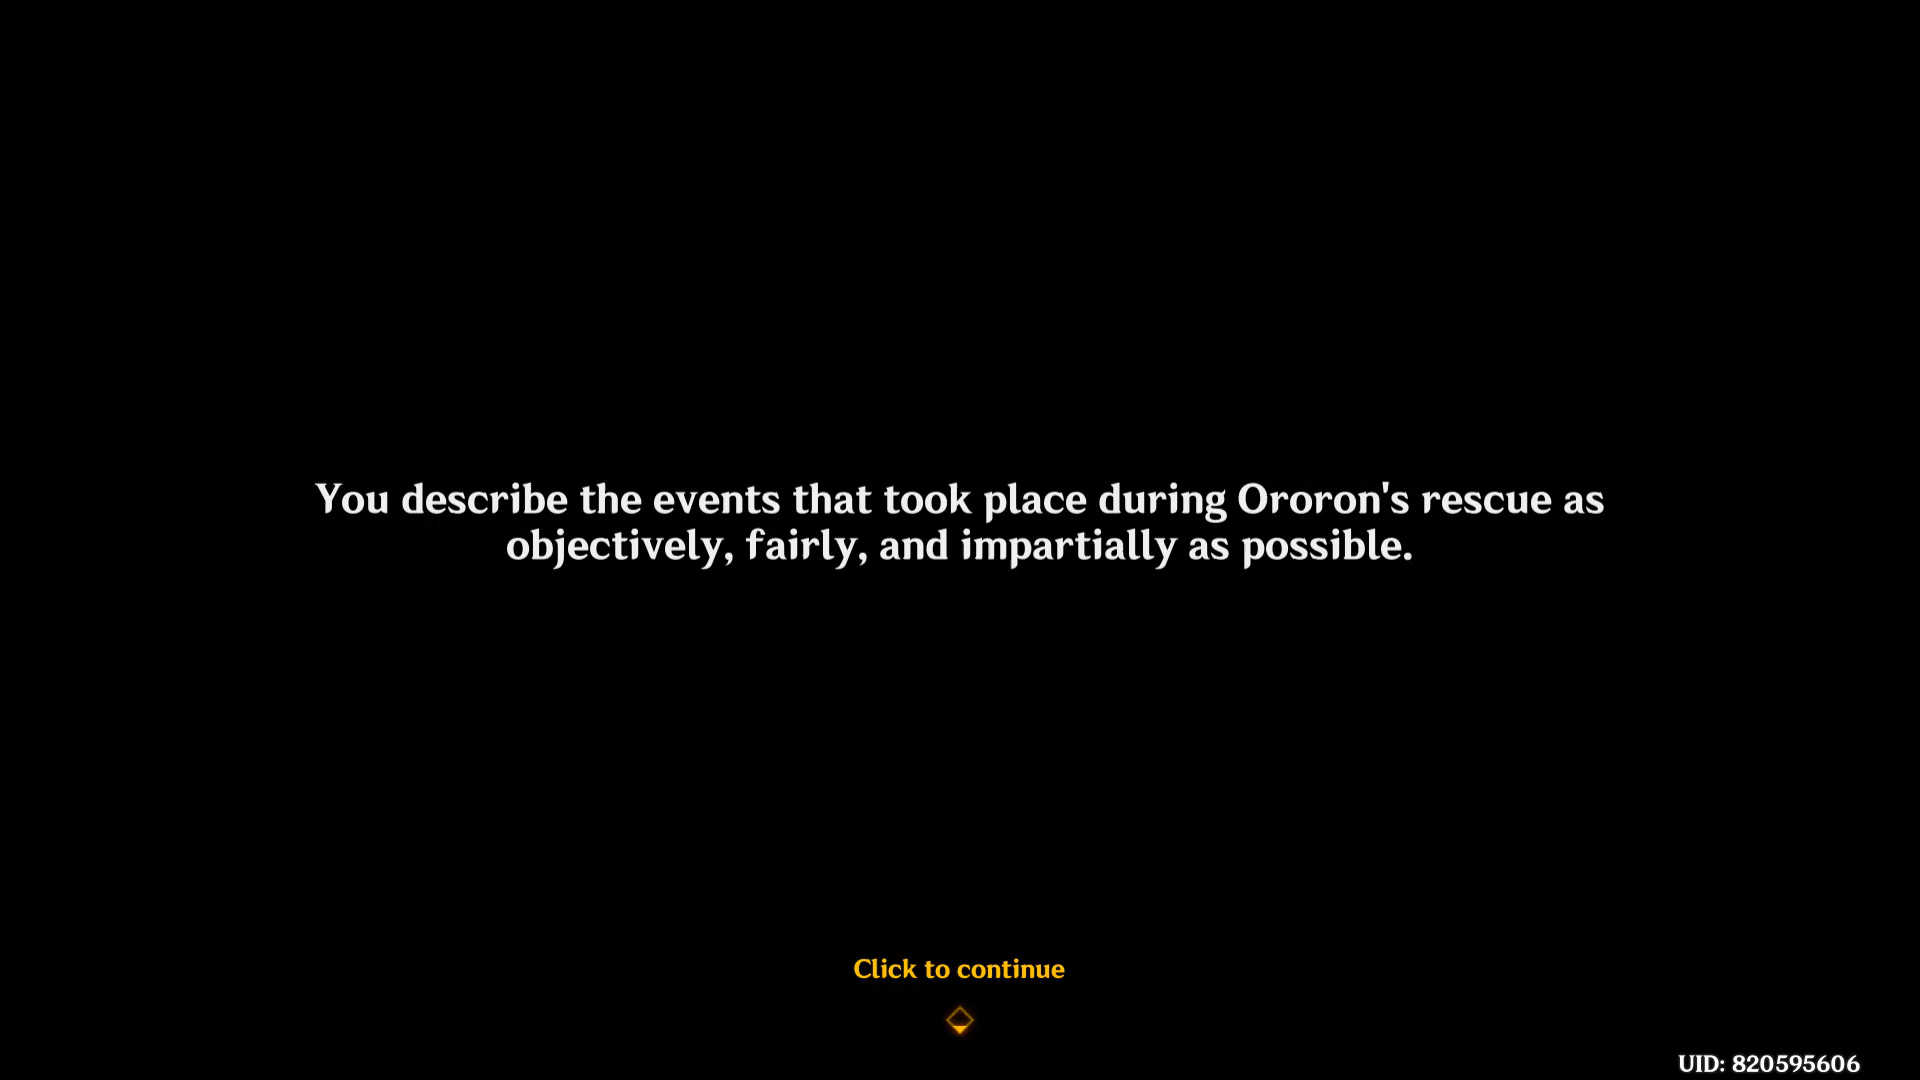 You describe the events that took place during Ororon's rescue as
objectively, fairly, and impartially as possible.
Click to continue
UID: 820595606